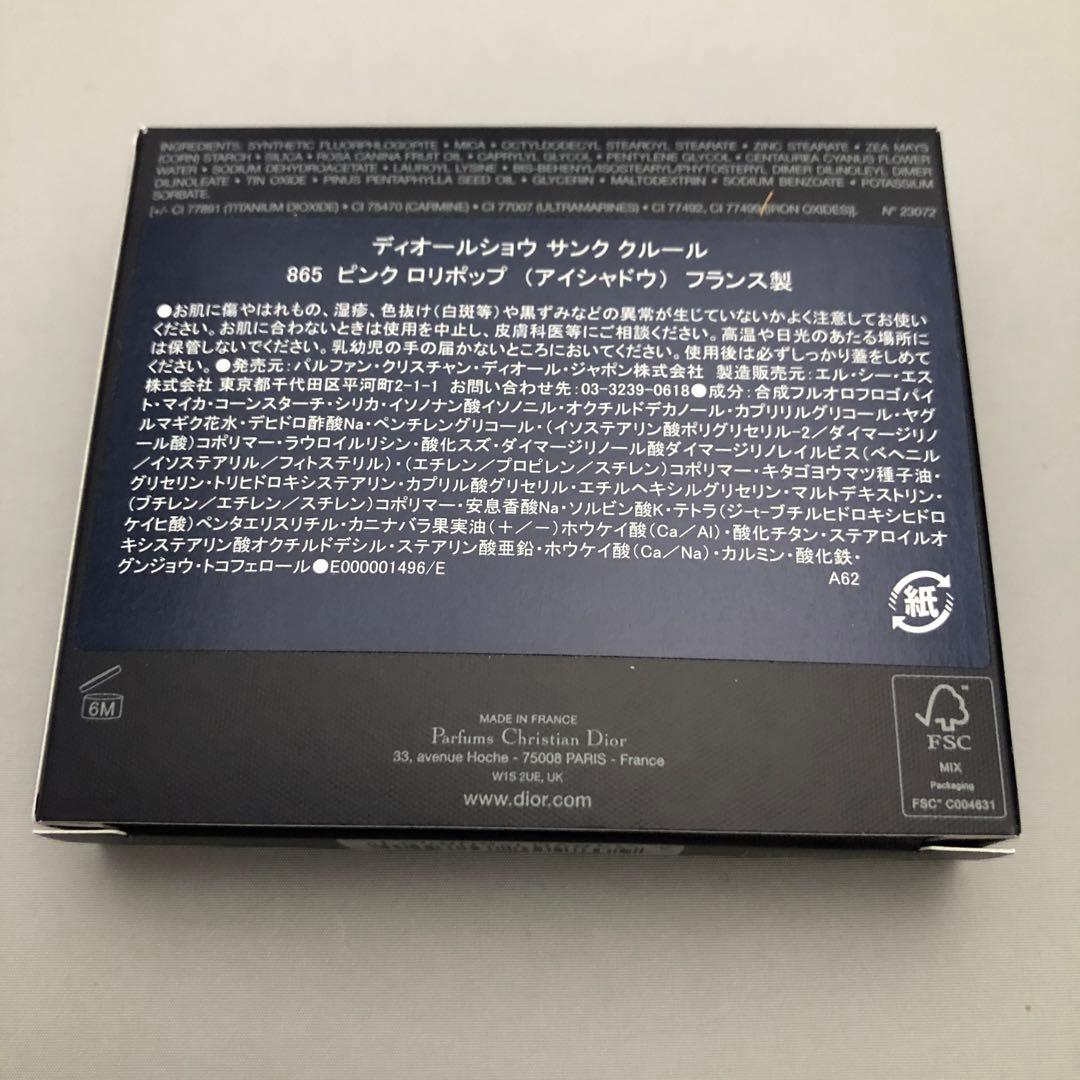 INGREDIENTS: SYNTHETIC FLUORPHLOGOPITE • MICA • OCTYLDODECYL STEAROYL STEARATE • ZINC STEARATE • ZEA MAYS
(CORN) STARCH • SILICA • ROSA CANINA FRUIT OIL • CAPRYLYL GLYCOL • PENTYLENE GLYCOL • CENTAUREA CYANUS FLOWER
WATER • SODIUM DEHYDROACETATE • LAUROYL LYSINE • BIS-BEHENYL/ISOSTEARYL/PHYTOSTERYL DIMER DILINOLEYL DIMER
DILINOLEATE • TIN OXIDE • PINUS PENTAPHYLLA SEED OIL • GLYCERIN • MALTODEXTRIN • SODIUM BENZOATE • POTASSIUM
SORBATE.
[+/- CI 77891 (TITANIUM DIOXIDE) • CI 75470 (CARMINE) • CI 77007 (ULTRAMARINES) • CI 77492, CI 77499 (IRON OXIDES)]. N° 23072
ディオールショウ サンク クルール
865 ピンク ロリポップ （アイシャドウ） フランス製
●お肌に傷やはれもの、湿疹、色抜け(白斑等)や黒ずみなどの異常が生じていないかよく注意してお使い
ください。お肌に合わないときは使用を中止し、皮膚科医等にご相談ください。高温や日光のあたる場所に
は保管しないでください。乳幼児の手の届かないところにおいてください。使用後は必ずしっかり蓋をしめて
ください。●発売元：パルファン・クリスチャン・ディオール・ジャポン株式会社 製造販売元：エル・シー・エス
株式会社 東京都千代田区平河町2-1-1 お問い合わせ先：03-3239-0618●成分：合成フルオロフロゴパイ
ト・マイカ・コーンスターチ・シリカ・イソノナン酸イソノニル・オクチルドデカノール・カプリリルグリコール・ヤグ
ルマギク花水・デヒドロ酢酸Na・ペンチレングリコール・（イソステアリン酸ポリグリセリル-2／ダイマージリノ
ール酸）コポリマー・ラウロイルリシン・酸化スズ・ダイマージリノール酸ダイマージリノレイルビス（ベヘニル
／イソステアリル／フィトステリル）・（エチレン／プロピレン／スチレン）コポリマー・キタゴヨウマツ種子油・
グリセリン・トリヒドロキシステアリン・カプリル酸グリセリル・エチルヘキシルグリセリン・マルトデキストリン・
（ブチレン／エチレン／スチレン）コポリマー・安息香酸Na・ソルビン酸K・テトラ（ジ-t-ブチルヒドロキシヒドロ
ケイヒ酸）ペンタエリスリチル・カニナバラ果実油（＋／－）ホウケイ酸（Ca／Al）・酸化チタン・ステアロイルオ
キシステアリン酸オクチルドデシル・ステアリン酸亜鉛・ホウケイ酸（Ca／Na）・カルミン・酸化鉄・
グンジョウ・トコフェロール●E000001496/E A62
紙
6M
MADE IN FRANCE
Parfums Christian Dior
33, avenue Hoche - 75008 PARIS - France
W1S 2UE, UK
www.dior.com
FSC™
MIX
Packaging
FSC™ C004631